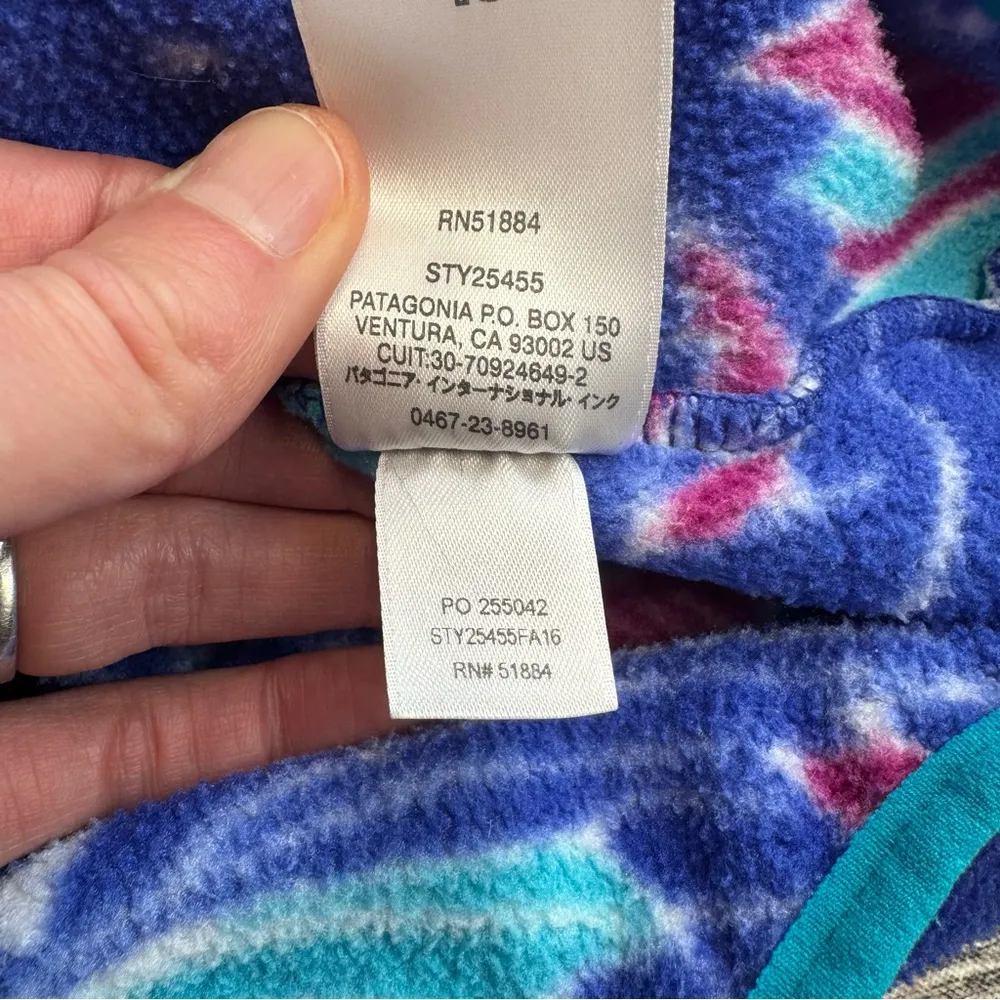 RN51884
STY25455
PATAGONIA P.O. BOX 150
VENTURA, CA 93002 US
CUIT:30-70924649-2
パタゴニア・インターナショナル・インク
0467-23-8961
PO 255042
STY25455FA16
RN# 51884